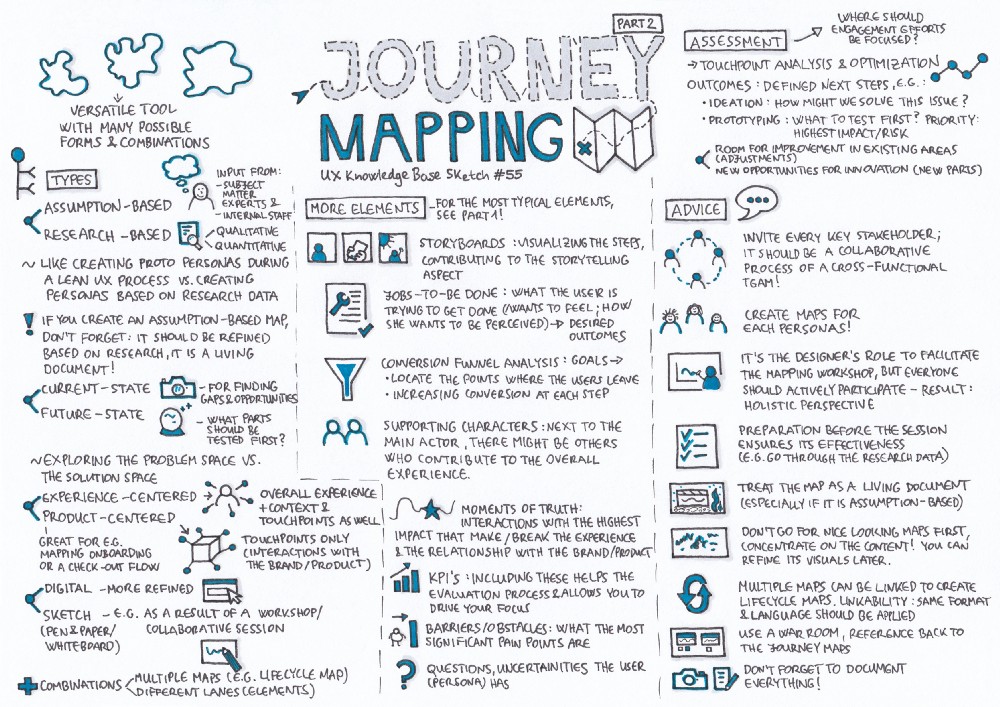 PART 2
JOURNEY
MAPPING
UX Knowledge Base Sketch #55
VERSATILE TOOL
WITH MANY POSSIBLE
FORMS & COMBINATIONS
TYPES
ASSUMPTION-BASED
INPUT FROM:
-SUBJECT
MATTER
EXPERTS &
-INTERNAL STAFF
RESEARCH-BASED
-QUALITATIVE
QUANTITATIVE
~ LIKE CREATING PROTO PERSONAS DURING
A LEAN UX PROCESS VS. CREATING
PERSONAS BASED ON RESEARCH DATA
! IF YOU CREATE AN ASSUMPTION-BASED MAP,
DON'T FORGET: IT SHOULD BE REFINED
BASED ON RESEARCH, IT IS A LIVING
DOCUMENT!
CURRENT-STATE
-FOR FINDING
GAPS & OPPORTUNITIES
FUTURE-STATE
-WHAT PARTS
SHOULD BE
TESTED FIRST?
~EXPLORING THE PROBLEM SPACE VS.
THE SOLUTION SPACE
EXPERIENCE-CENTERED
OVERALL EXPERIENCE
+ CONTEXT &
TOUCHPOINTS AS WELL
PRODUCT-CENTERED
GREAT FOR E.G.
MAPPING ONBOARDING
OR A CHECK-OUT FLOW
TOUCHPOINTS ONLY
(INTERACTIONS WITH
THE BRAND/PRODUCT)
DIGITAL -MORE REFINED
SKETCH -E.G. AS A RESULT OF A WORKSHOP/
(PEN & PAPER/ COLLABORATIVE SESSION
WHITEBOARD)
+ COMBINATIONS
MULTIPLE MAPS (E.G. LIFECYCLE MAP)
DIFFERENT LANES (ELEMENTS)
MORE ELEMENTS
-FOR THE MOST TYPICAL ELEMENTS,
SEE PART 1!
STORYBOARDS : VISUALIZING THE STEPS,
CONTRIBUTING TO THE STORYTELLING
ASPECT
JOBS-TO-BE DONE : WHAT THE USER IS
TRYING TO GET DONE (/WANTS TO FEEL ; HOW
SHE WANTS TO BE PERCEIVED) → DESIRED
OUTCOMES
CONVERSION FUNNEL ANALYSIS : GOALS →
• LOCATE THE POINTS WHERE THE USERS LEAVE
• INCREASING CONVERSION AT EACH STEP
SUPPORTING CHARACTERS : NEXT TO THE
MAIN ACTOR, THERE MIGHT BE OTHERS
WHO CONTRIBUTE TO THE OVERALL
EXPERIENCE.
MOMENTS OF TRUTH:
INTERACTIONS WITH THE HIGHEST
IMPACT THAT MAKE/BREAK THE EXPERIENCE
& THE RELATIONSHIP WITH THE BRAND/PRODUCT
KPI'S : INCLUDING THESE HELPS THE
EVALUATION PROCESS & ALLOWS YOU TO
DRIVE YOUR FOCUS
BARRIERS/OBSTACLES: WHAT THE MOST
SIGNIFICANT PAIN POINTS ARE
? QUESTIONS, UNCERTAINITIES THE USER
(PERSONA) HAS
ASSESSMENT
WHERE SHOULD
ENGAGEMENT EFFORTS
BE FOCUSED?
→ TOUCHPOINT ANALYSIS & OPTIMIZATION
OUTCOMES : DEFINED NEXT STEPS, E.G.:
• IDEATION : HOW MIGHT WE SOLVE THIS ISSUE?
• PROTOTYPING : WHAT TO TEST FIRST? PRIORITY:
HIGHEST IMPACT/RISK
ROOM FOR IMPROVEMENT IN EXISTING AREAS
(ADJUSTMENTS)
NEW OPPORTUNITIES FOR INNOVATION (NEW PARTS)
ADVICE
INVITE EVERY KEY STAKEHOLDER;
IT SHOULD BE A COLLABORATIVE
PROCESS OF A CROSS-FUNCTIONAL
TEAM!
CREATE MAPS FOR
EACH PERSONAS!
IT'S THE DESIGNER'S ROLE TO FACILITATE
THE MAPPING WORKSHOP, BUT EVERYONE
SHOULD ACTIVELY PARTICIPATE - RESULT:
HOLISTIC PERSPECTIVE
PREPARATION BEFORE THE SESSION
ENSURES ITS EFFECTIVENESS
(E.G. GO THROUGH THE RESEARCH DATA)
TREAT THE MAP AS A LIVING DOCUMENT
(ESPECIALLY IF IT IS ASSUMPTION-BASED)
DON'T GO FOR NICE LOOKING MAPS FIRST,
CONCENTRATE ON THE CONTENT! YOU CAN
REFINE ITS VISUALS LATER.
MULTIPLE MAPS CAN BE LINKED TO CREATE
LIFECYCLE MAPS. LINKABILITY : SAME FORMAT
& LANGUAGE SHOULD BE APPLIED
USE A WAR ROOM, REFERENCE BACK TO
THE JOURNEY MAPS
DON'T FORGET TO DOCUMENT
EVERYTHING!